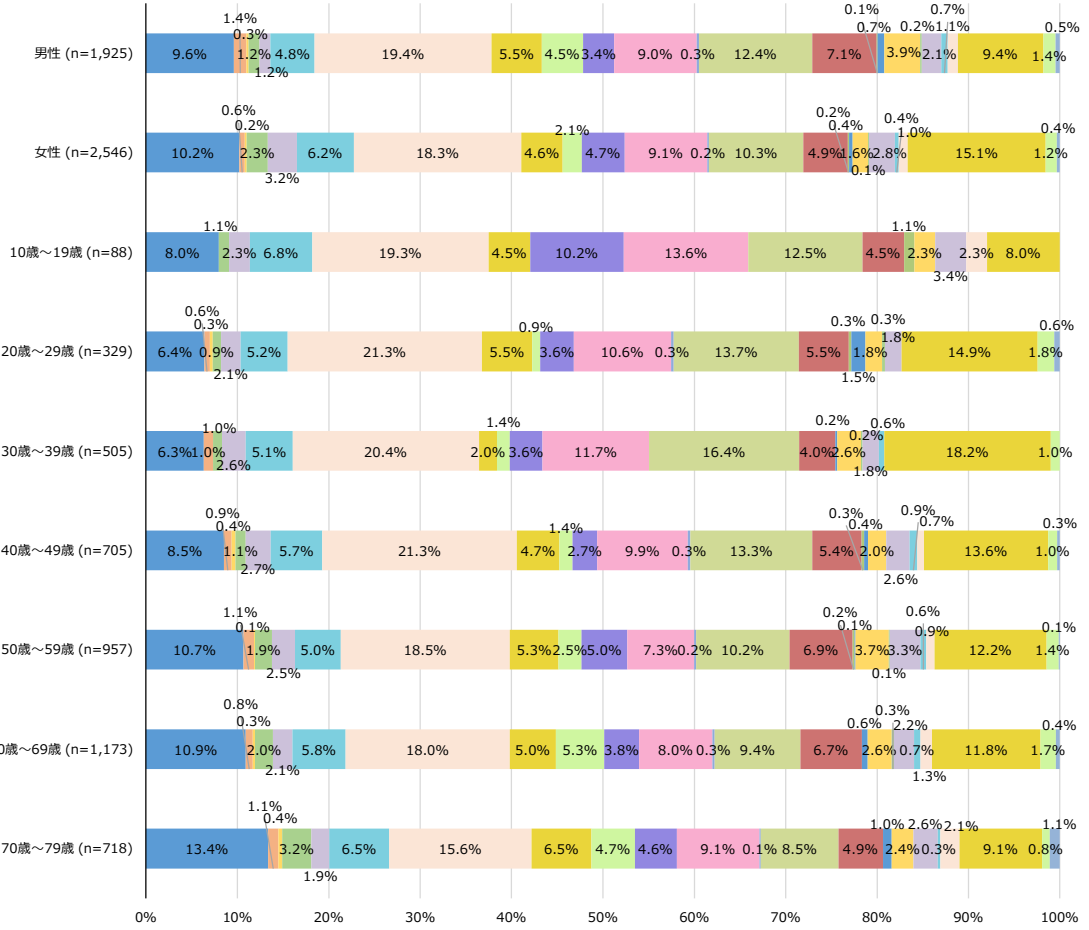 0.1% 0.7%
1.4% 0.7% 0.2% 1.1% 0.5%
0.3%
男性 (n=1,925) 9.6% 1.2% 4.8% 19.4% 5.5% 4.5% 3.4% 9.0% 0.3% 12.4% 7.1% 3.9% 2.1% 9.4% 1.4%
1.2%
0.6% 0.2% 0.4%
0.2% 2.1% 0.4% 1.0% 0.4%
女性 (n=2,546) 10.2% 2.3% 6.2% 18.3% 4.6% 4.7% 9.1% 0.2% 10.3% 4.9% 1.6% 2.8% 15.1% 1.2%
3.2% 0.1%
1.1% 1.1%
10歳～19歳 (n=88) 8.0% 2.3% 6.8% 19.3% 4.5% 10.2% 13.6% 12.5% 4.5% 2.3% 2.3% 8.0%
3.4%
0.6%
0.3% 0.9% 0.3% 0.3% 0.6%
1.8%
20歳～29歳 (n=329) 6.4% 0.9% 5.2% 21.3% 5.5% 3.6% 10.6% 0.3% 13.7% 5.5% 1.8% 14.9% 1.8%
2.1% 1.5%
1.0% 1.4% 0.2% 0.6%
0.2%
30歳～39歳 (n=505) 6.3% 1.0% 5.1% 20.4% 2.0% 3.6% 11.7% 16.4% 4.0% 2.6% 18.2% 1.0%
2.6% 1.8%
0.9% 0.3% 0.9%
0.4% 1.4% 0.4% 0.7% 0.3%
40歳～49歳 (n=705) 8.5% 1.1% 5.7% 21.3% 4.7% 2.7% 9.9% 0.3% 13.3% 5.4% 2.0% 13.6% 1.0%
2.7% 2.6%
1.1% 0.2% 0.6%
0.1% 0.1% 0.9% 0.1%
50歳～59歳 (n=957) 10.7% 1.9% 5.0% 18.5% 5.3% 2.5% 5.0% 7.3% 0.2% 10.2% 6.9% 3.7% 3.3% 12.2% 1.4%
2.5% 0.1%
0.8% 0.3%
0.3% 0.6% 2.2% 0.4%
歳～69歳 (n=1,173) 10.9% 2.0% 5.8% 18.0% 5.0% 5.3% 3.8% 8.0% 0.3% 9.4% 6.7% 2.6% 0.7% 11.8% 1.7%
2.1% 1.3%
1.1%
0.4% 1.0% 2.6% 2.1% 1.1%
70歳～79歳 (n=718) 13.4% 3.2% 6.5% 15.6% 6.5% 4.7% 4.6% 9.1% 0.1% 8.5% 4.9% 2.4% 0.3% 9.1% 0.8%
1.9%
0% 10% 20% 30% 40% 50% 60% 70% 80% 90% 100%